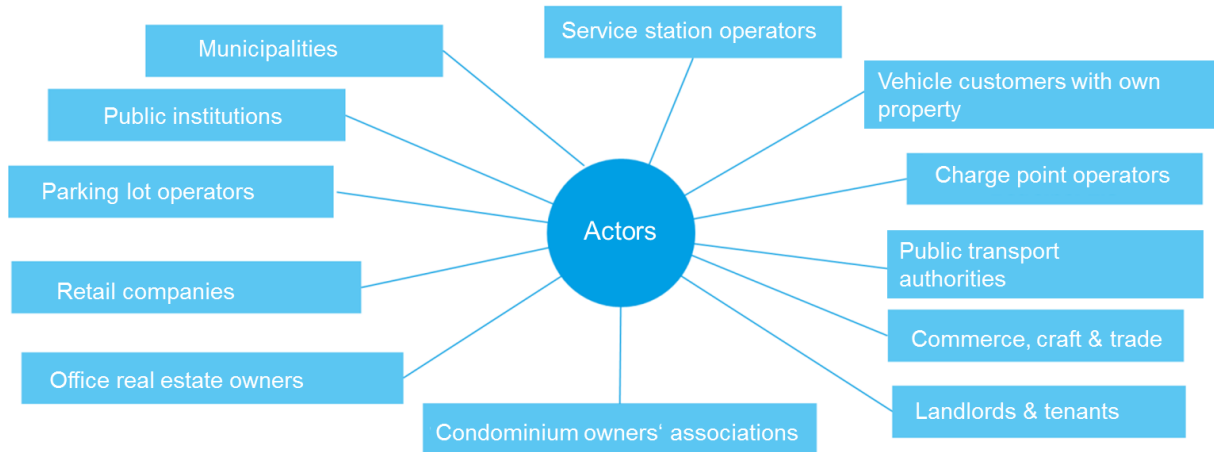 Service station operators
Municipalities
Vehicle customers with own
property
Public institutions
Charge point operators
Parking lot operators
Actors
Public transport
authorities
Retail companies
Commerce, craft & trade
Office real estate owners
Landlords & tenants
Condominium owners‘ associations